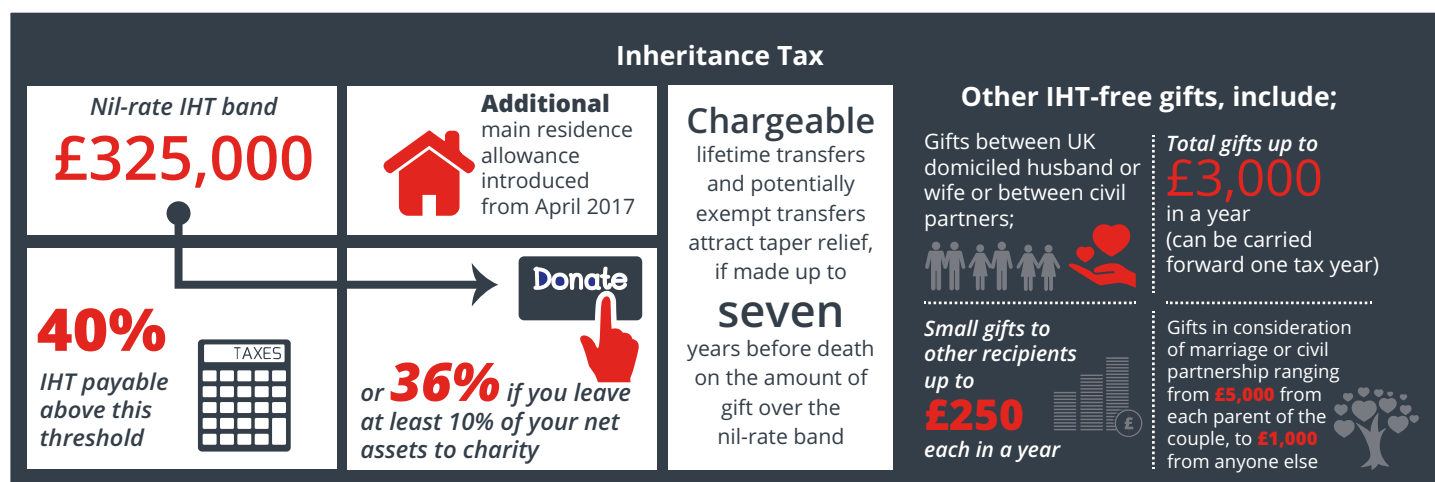 Inheritance Tax
Nil-rate IHT band
£325,000
Additional
main residence
allowance
introduced
from April 2017
40%
IHT payable
above this
threshold
TAXES
Donate
or 36% if you leave
at least 10% of your net
assets to charity
Chargeable
lifetime transfers
and potentially
exempt transfers
attract taper relief,
if made up to
seven
years before death
on the amount of
gift over the
nil-rate band
Other IHT-free gifts, include;
Gifts between UK
domiciled husband or
wife or between civil
partners;
Total gifts up to
£3,000
in a year
(can be carried
forward one tax year)
Small gifts to
other recipients
up to
£250
each in a year
£
Gifts in consideration
of marriage or civil
partnership ranging
from £5,000 from
each parent of the
couple, to £1,000
from anyone else